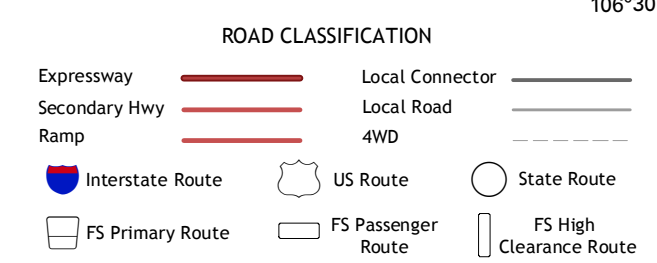 106°30
ROAD CLASSIFICATION
Expressway
Local Connector
Secondary Hwy
Local Road
Ramp
4WD
Interstate Route
US Route
State Route
FS Primary Route
FS Passenger
Route
FS High
Clearance Route